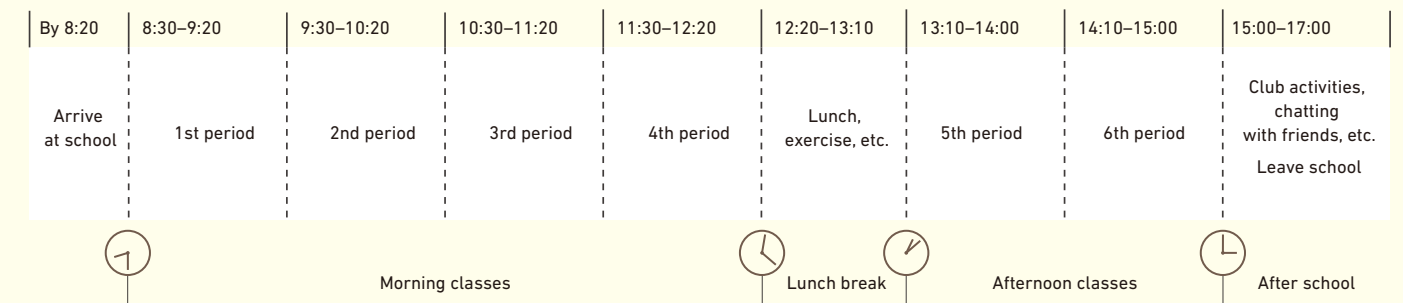 By 8:20
8:30–9:20
9:30–10:20
10:30–11:20
11:30–12:20
12:20–13:10
13:10–14:00
14:10–15:00
15:00–17:00
Arrive
at school
1st period
2nd period
3rd period
4th period
Lunch,
exercise, etc.
5th period
6th period
Club activities,
chatting
with friends, etc.
Leave school
Morning classes
Lunch break
Afternoon classes
After school